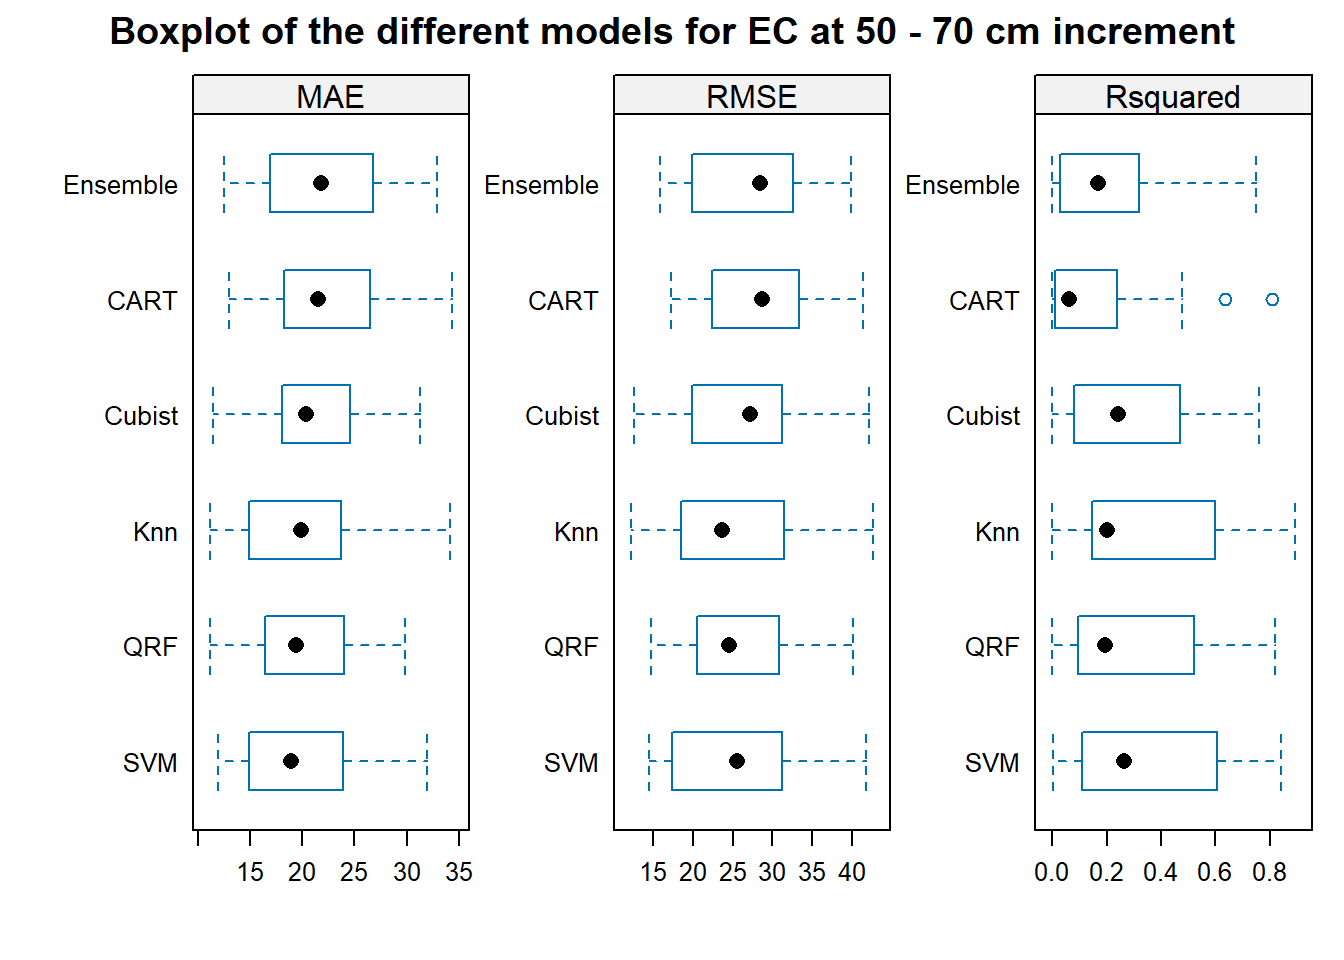 Boxplot of the different models for EC at 50 - 70 cm increment
MAE RMSE Rsquared
Ensemble Ensemble Ensemble
CART CART CART
Cubist Cubist Cubist
Knn Knn Knn
QRF QRF QRF
SVM SVM SVM
15 20 25 30 35 15 20 25 30 35 40 0.0 0.2 0.4 0.6 0.8